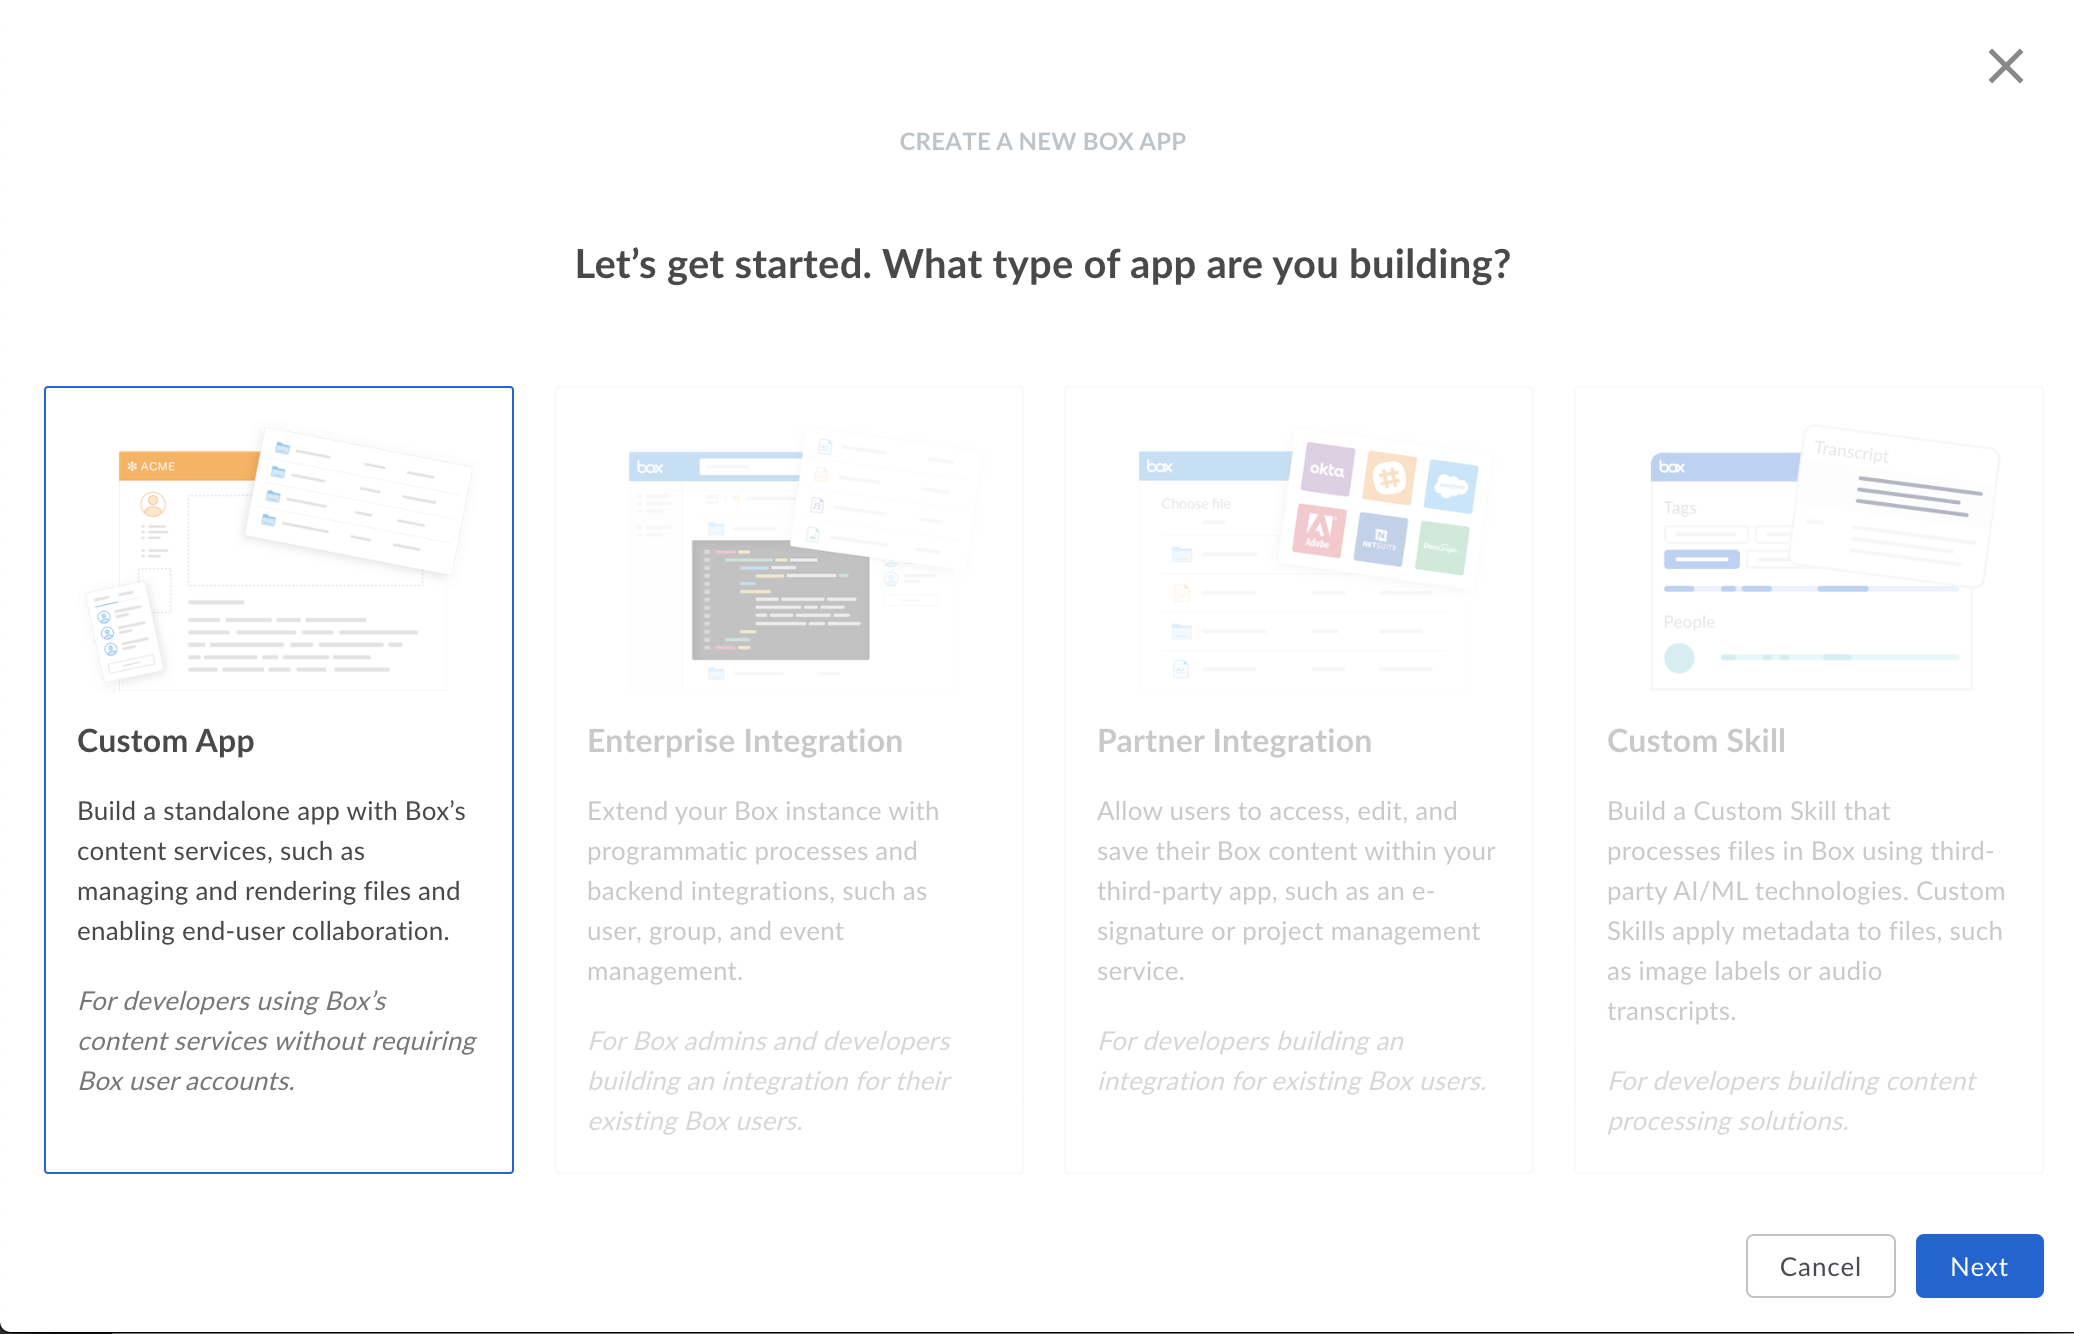 CREATE A NEW BOX APP
Let’s get started. What type of app are you building?
ACME
Custom App
Build a standalone app with Box’s
content services, such as
managing and rendering files and
enabling end-user collaboration.
For developers using Box’s
content services without requiring
Box user accounts.
box
Enterprise Integration
Extend your Box instance with
programmatic processes and
backend integrations, such as
user, group, and event
management.
For Box admins and developers
building an integration for their
existing Box users.
box
Choose file
okta
salesforce
Adobe
NETSUITE
DocuSign
Partner Integration
Allow users to access, edit, and
save their Box content within your
third-party app, such as an e-
signature or project management
service.
For developers building an
integration for existing Box users.
box
Transcript
Tags
People
Custom Skill
Build a Custom Skill that
processes files in Box using third-
party AI/ML technologies. Custom
Skills apply metadata to files, such
as image labels or audio
transcripts.
For developers building content
processing solutions.
Cancel
Next